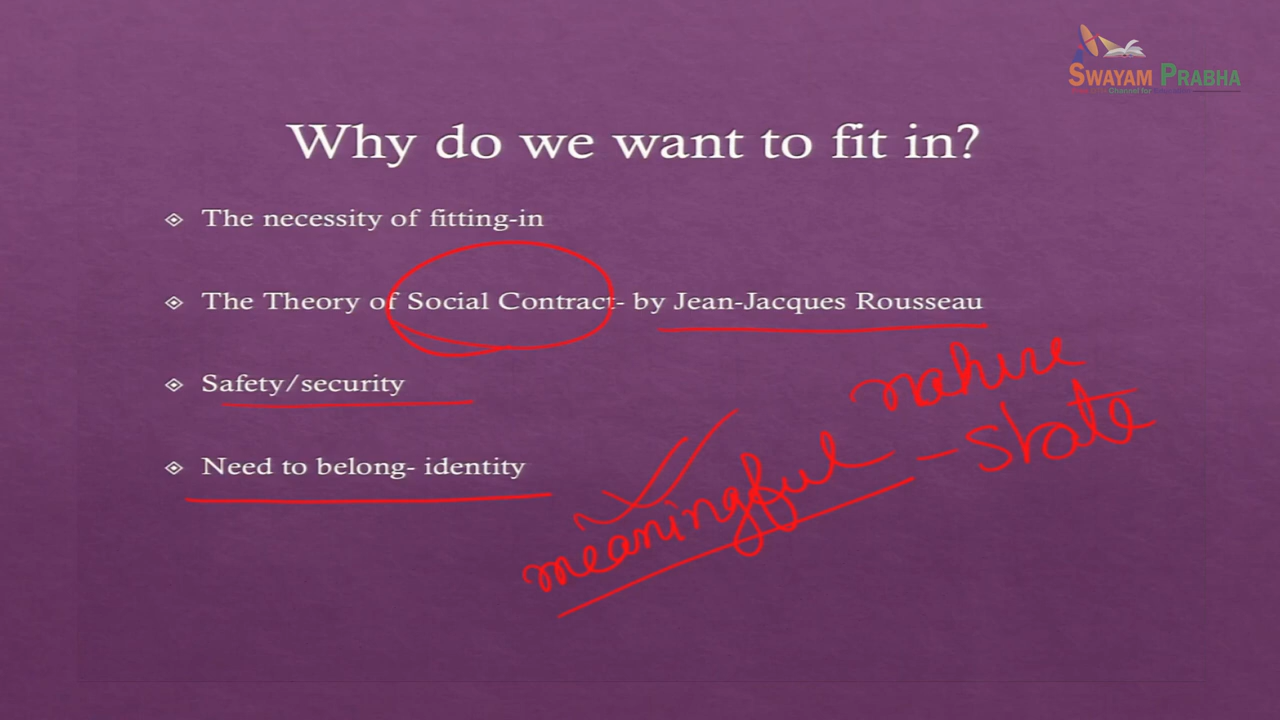 SWAYAM PRABHA
Why do we want to fit in?
The necessity of fitting-in
The Theory of Social Contract- by Jean-Jacques Rousseau
Safety/security
nature
Need to belong- identity
meaningful - State